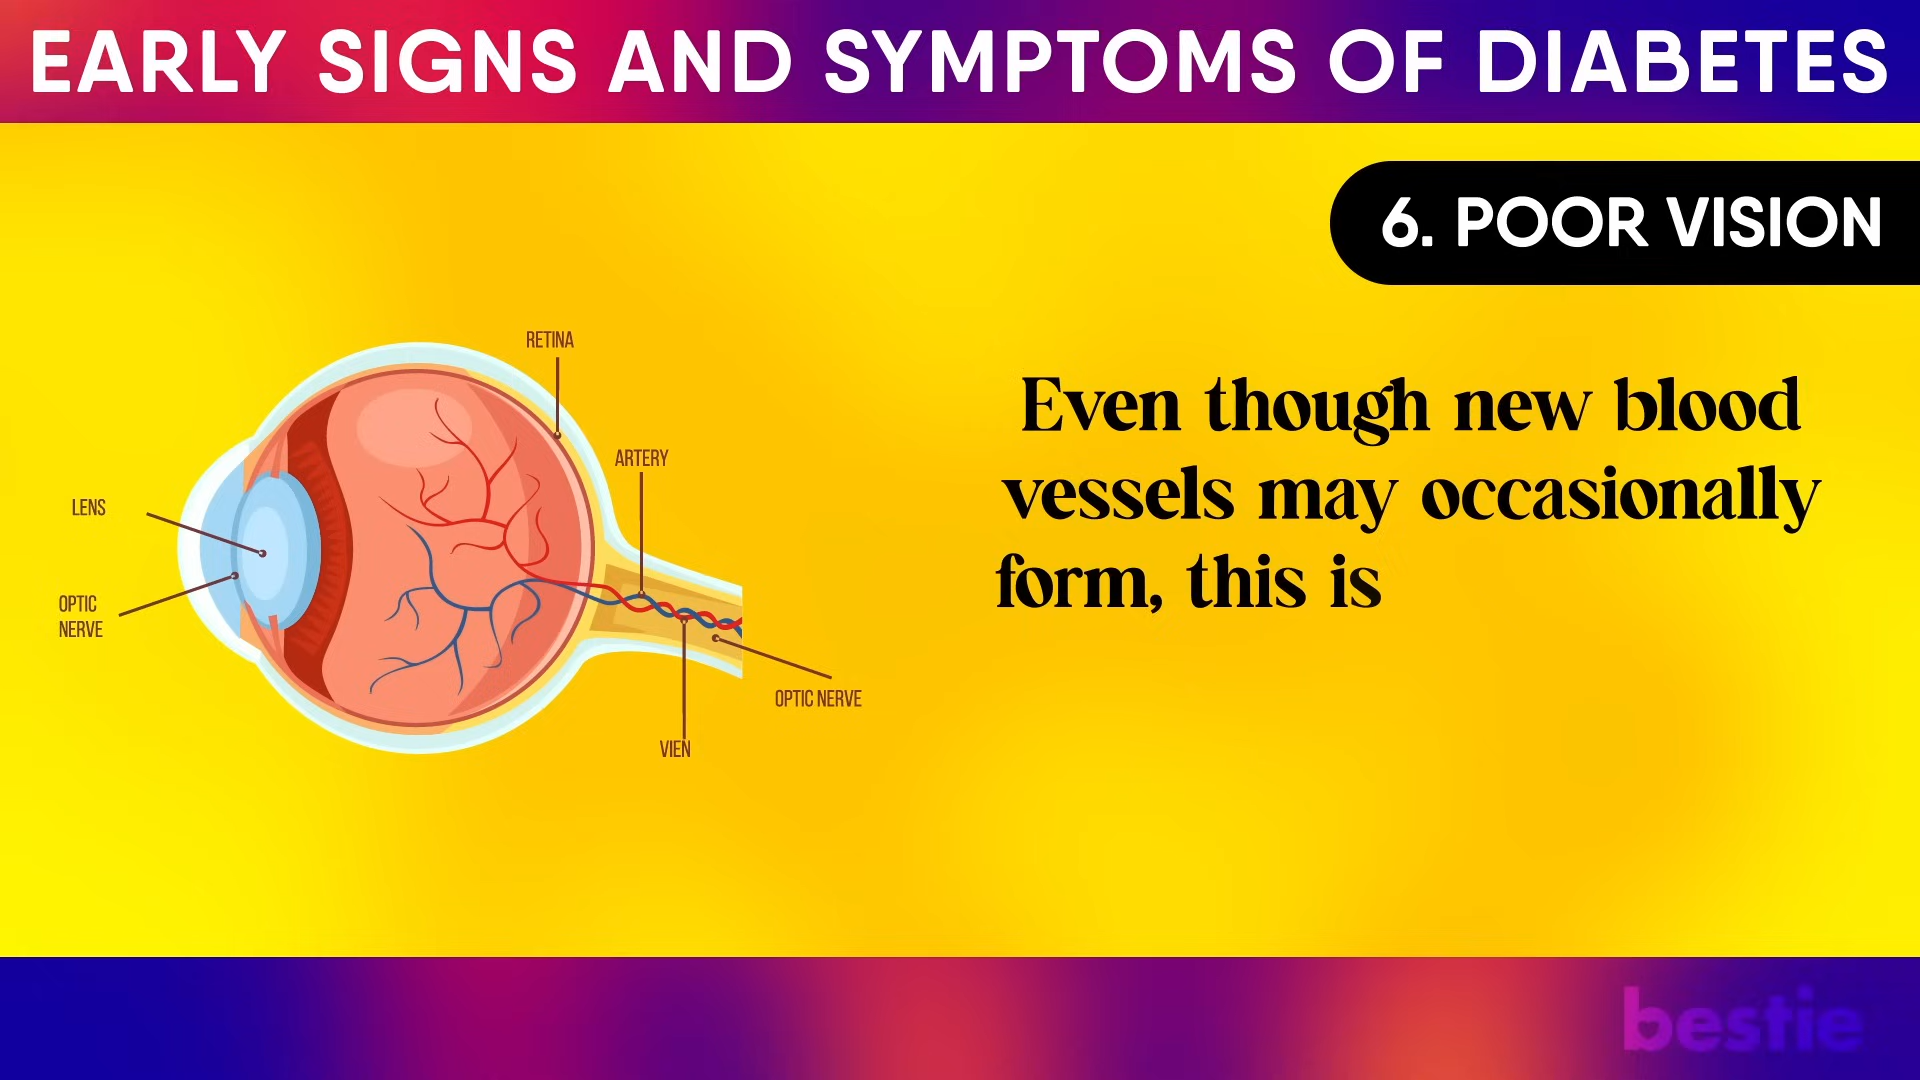 EARLY SIGNS AND SYMPTOMS OF DIABETES
6. POOR VISION
RETINA
ARTERY
LENS
OPTIC
NERVE
OPTIC NERVE
VIEN
Even though new blood
vessels may occasionally
form, this is
bestie